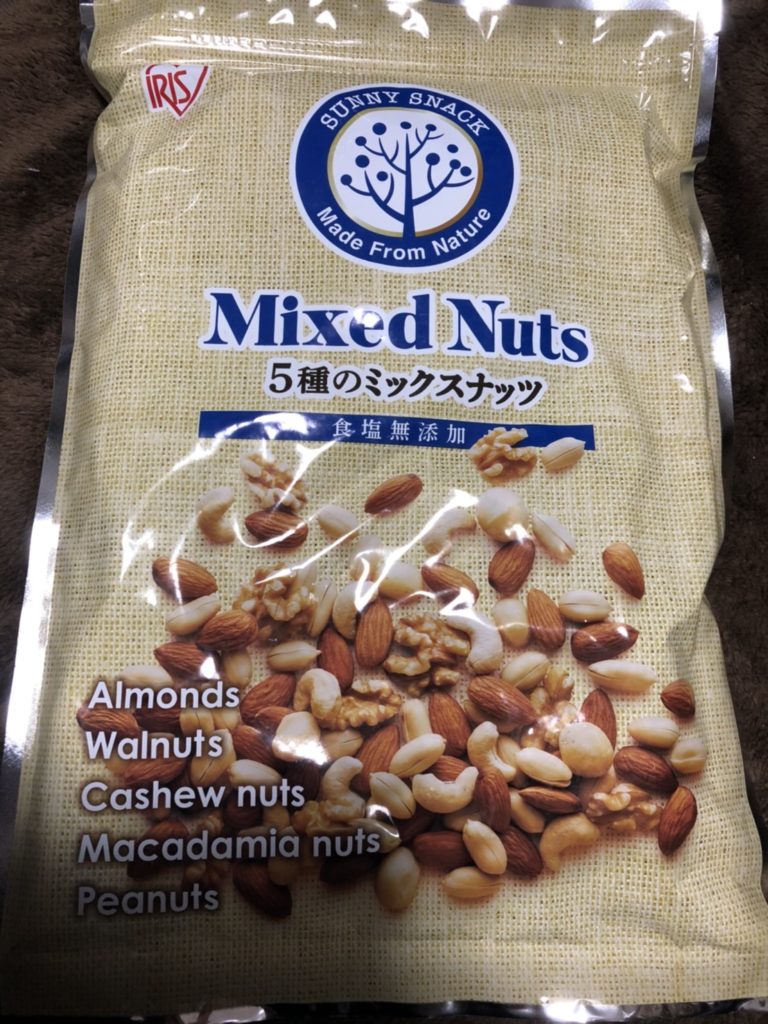 IRIS
SUNNY SNACK
Made From Nature
Mixed Nuts
5種のミックスナッツ
食塩無添加
Almonds
Walnuts
Cashew nuts
Macadamia nuts
Peanuts